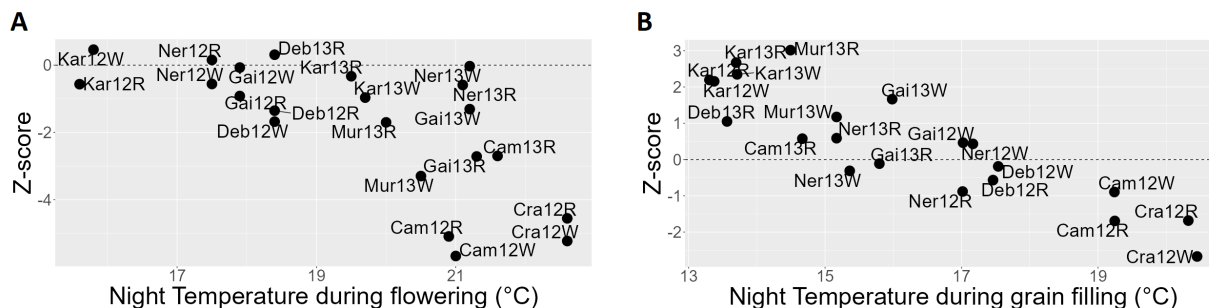 A
B
Z-score
0
-2
-4
Kar12W
Kar12R
Ner12R
Ner12W
Gai12W
Gai12R
Deb13R
Deb12R
Deb12W
Kar13R
Kar13W
Mur13R
Ner13W
Ner13R
Gai13W
Gai13R
Cam13R
Mur13W
Cra12R
Cra12W
Cam12R
Cam12W
17 19 21
Night Temperature during flowering (°C)
Z-score
3
2
1
0
-1
-2
Kar13R
Mur13R
Kar12R
Kar13W
Kar12W
Deb13R
Mur13W
Gai13W
Cam13R
Ner13R
Gai12W
Gai13R
Ner12W
Ner13W
Deb12W
Deb12R
Ner12R
Cam12W
Cam12R
Cra12R
Cra12W
13 15 17 19
Night Temperature during grain filling (°C)